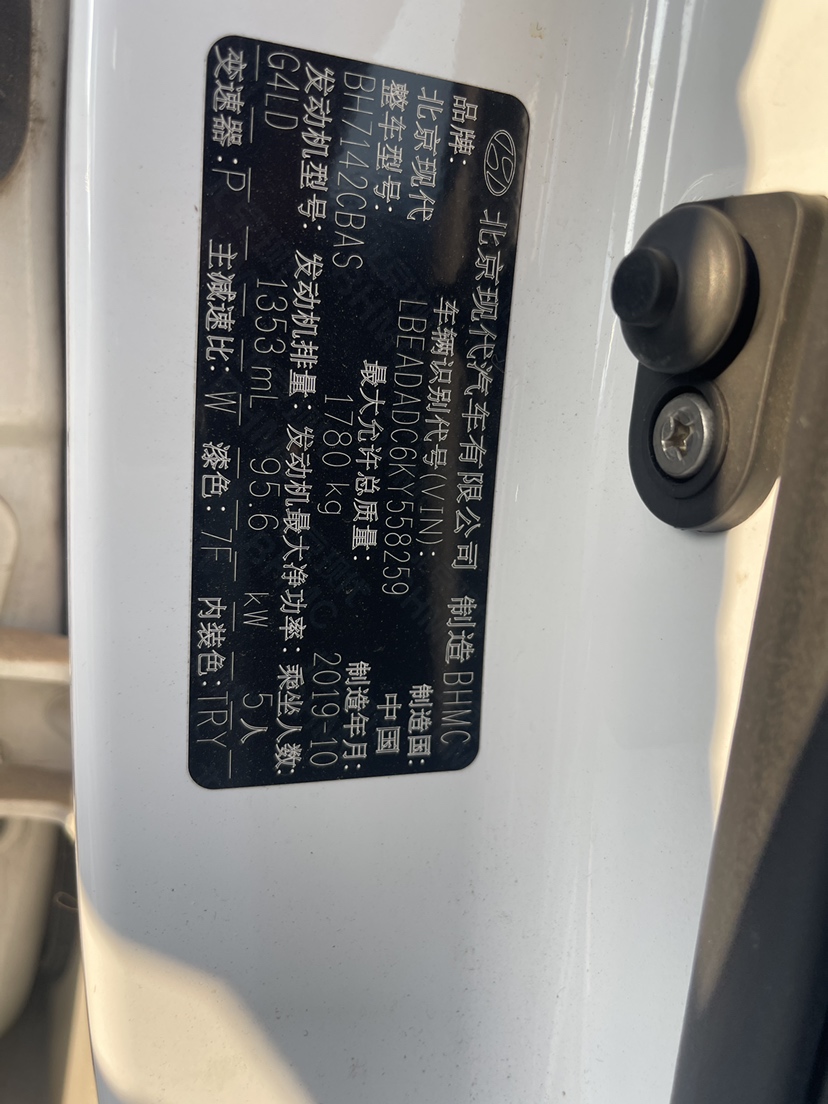 北京现代汽车有限公司 制造 BHMC
品牌: 车辆识别代号(VIN): 制造国:
北京现代 LBEADADC6KY558259 中国
整车型号: 最大允许总质量: 制造年月:
BH7142CBAS 1780 kg 2019-10
发动机型号: 发动机排量: 发动机最大净功率: 乘坐人数:
G4LD 1353 mL 95.6 kW 5人
变速器: P 主减速比: W 漆色: 7F 内装色: TRY